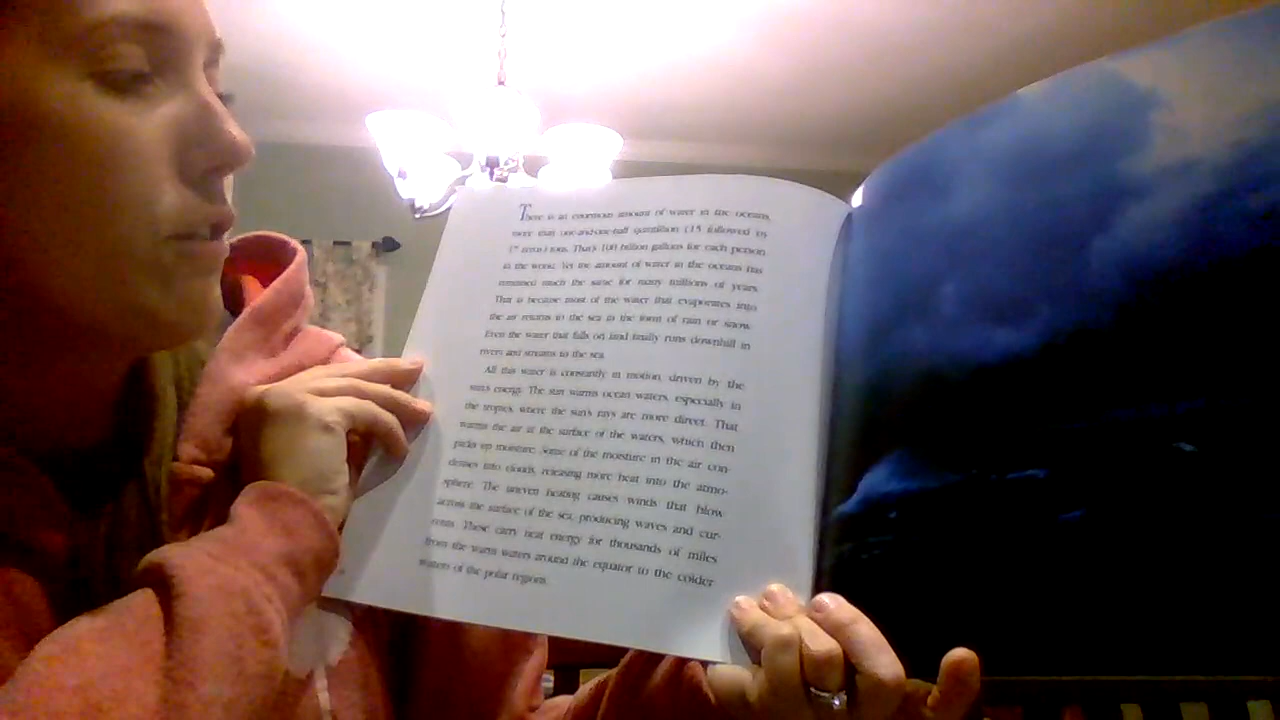 There is an enormous amount of water in the oceans,
more than one-and-one-half quintillion (15 followed by
17 zeros) tons. That's 100 billion gallons for each person
in the world. Yet the amount of water in the oceans has
remained much the same for many millions of years.
That is because most of the water that evaporates into
the air returns to the sea in the form of rain or snow.
Even the water that falls on land finally runs downhill in
rivers and streams to the sea.
All this water is constantly in motion, driven by the
sun's energy. The sun warms ocean waters, especially in
the tropics, where the sun's rays are more direct. That
warms the air at the surface of the waters, which then
picks up moisture. Some of the moisture in the air con-
denses into clouds, releasing more heat into the atmo-
sphere. The uneven heating causes winds that blow
across the surface of the sea, producing waves and cur-
rents. These carry heat energy for thousands of miles
from the warm waters around the equator to the colder
waters of the polar regions.